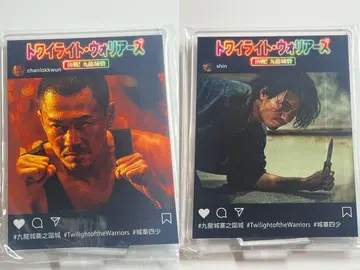 トワイライト・ウォリアーズ
決戦! 九龍城砦
chanlokkwun
#九龍城寨之圍城 #TwilightoftheWarriors #城寨四少
トワイライト・ウォリアーズ
決戦! 九龍城砦
shin
#九龍城寨之圍城 #TwilightoftheWarriors #城寨四少